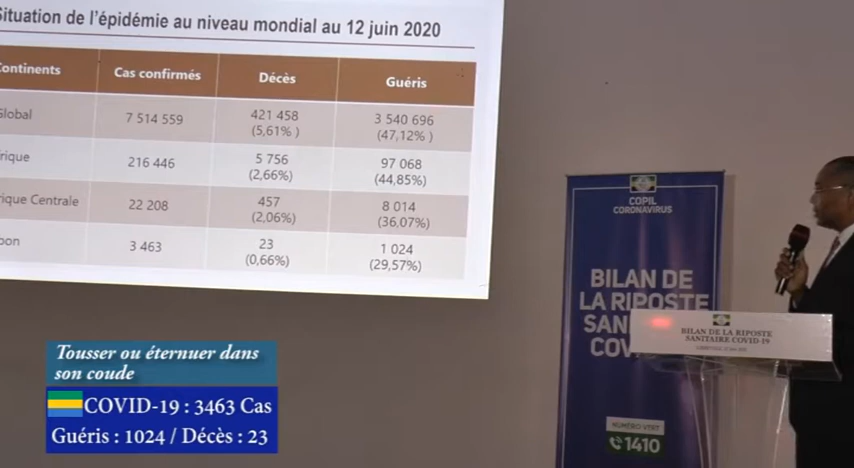 Situation de l'épidémie au niveau mondial au 12 juin 2020
Continents Cas confirmés Décès Guéris
Global 7 514 559 421 458 (5,61% ) 3 540 696 (47,12% )
rique 216 446 5 756 (2,66%) 97 068 (44,85%)
rique Centrale 22 208 457 (2,06%) 8 014 (36,07%)
bon 3 463 23 (0,66%) 1 024 (29,57%)
COPIL
CORONAVIRUS
BILAN DE
LA RIPOSTE
SAN
COV
BILAN DE LA RIPOSTE
SANITAIRE COVID-19
NUMERO VERT
1410
Tousser ou éternuer dans
son coude
COVID-19 : 3463 Cas
Guéris : 1024 / Décès : 23